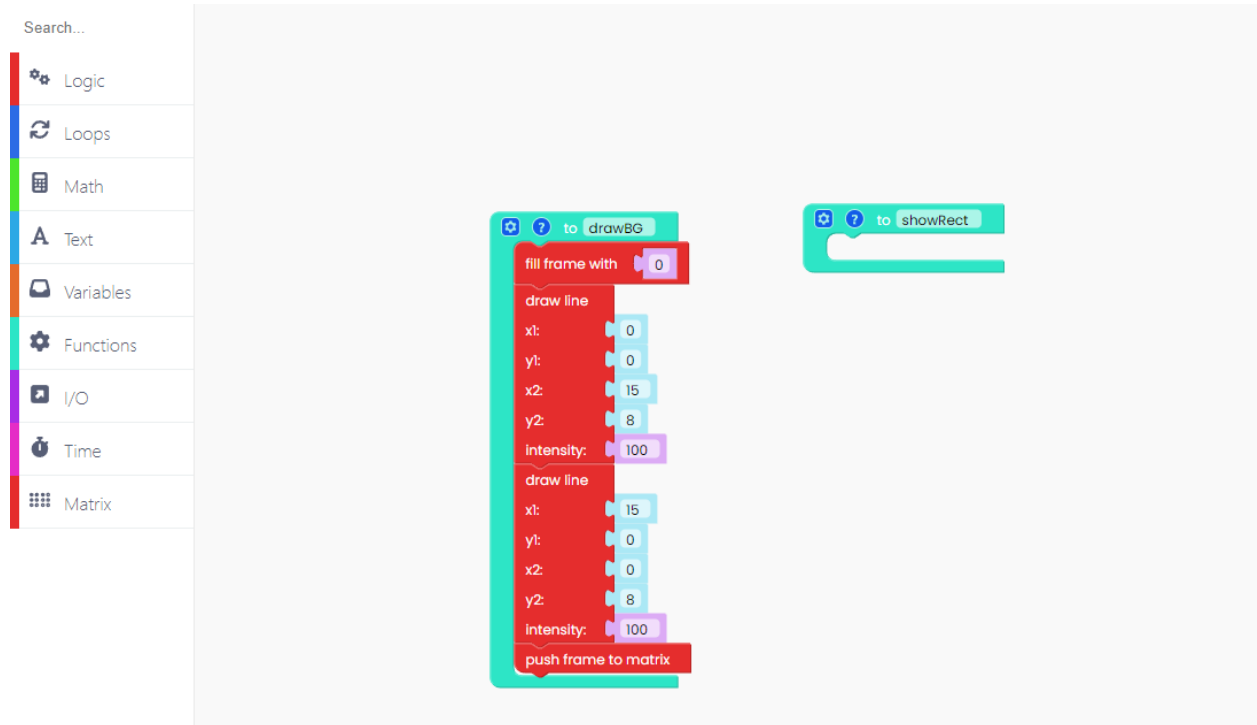 Search...
Logic
Loops
Math
Text
Variables
Functions
I/O
Time
Matrix
? to drawBG
fill frame with 0
draw line
x1: 0
y1: 0
x2: 15
y2: 8
intensity: 100
draw line
x1: 15
y1: 0
x2: 0
y2: 8
intensity: 100
push frame to matrix
? to showRect